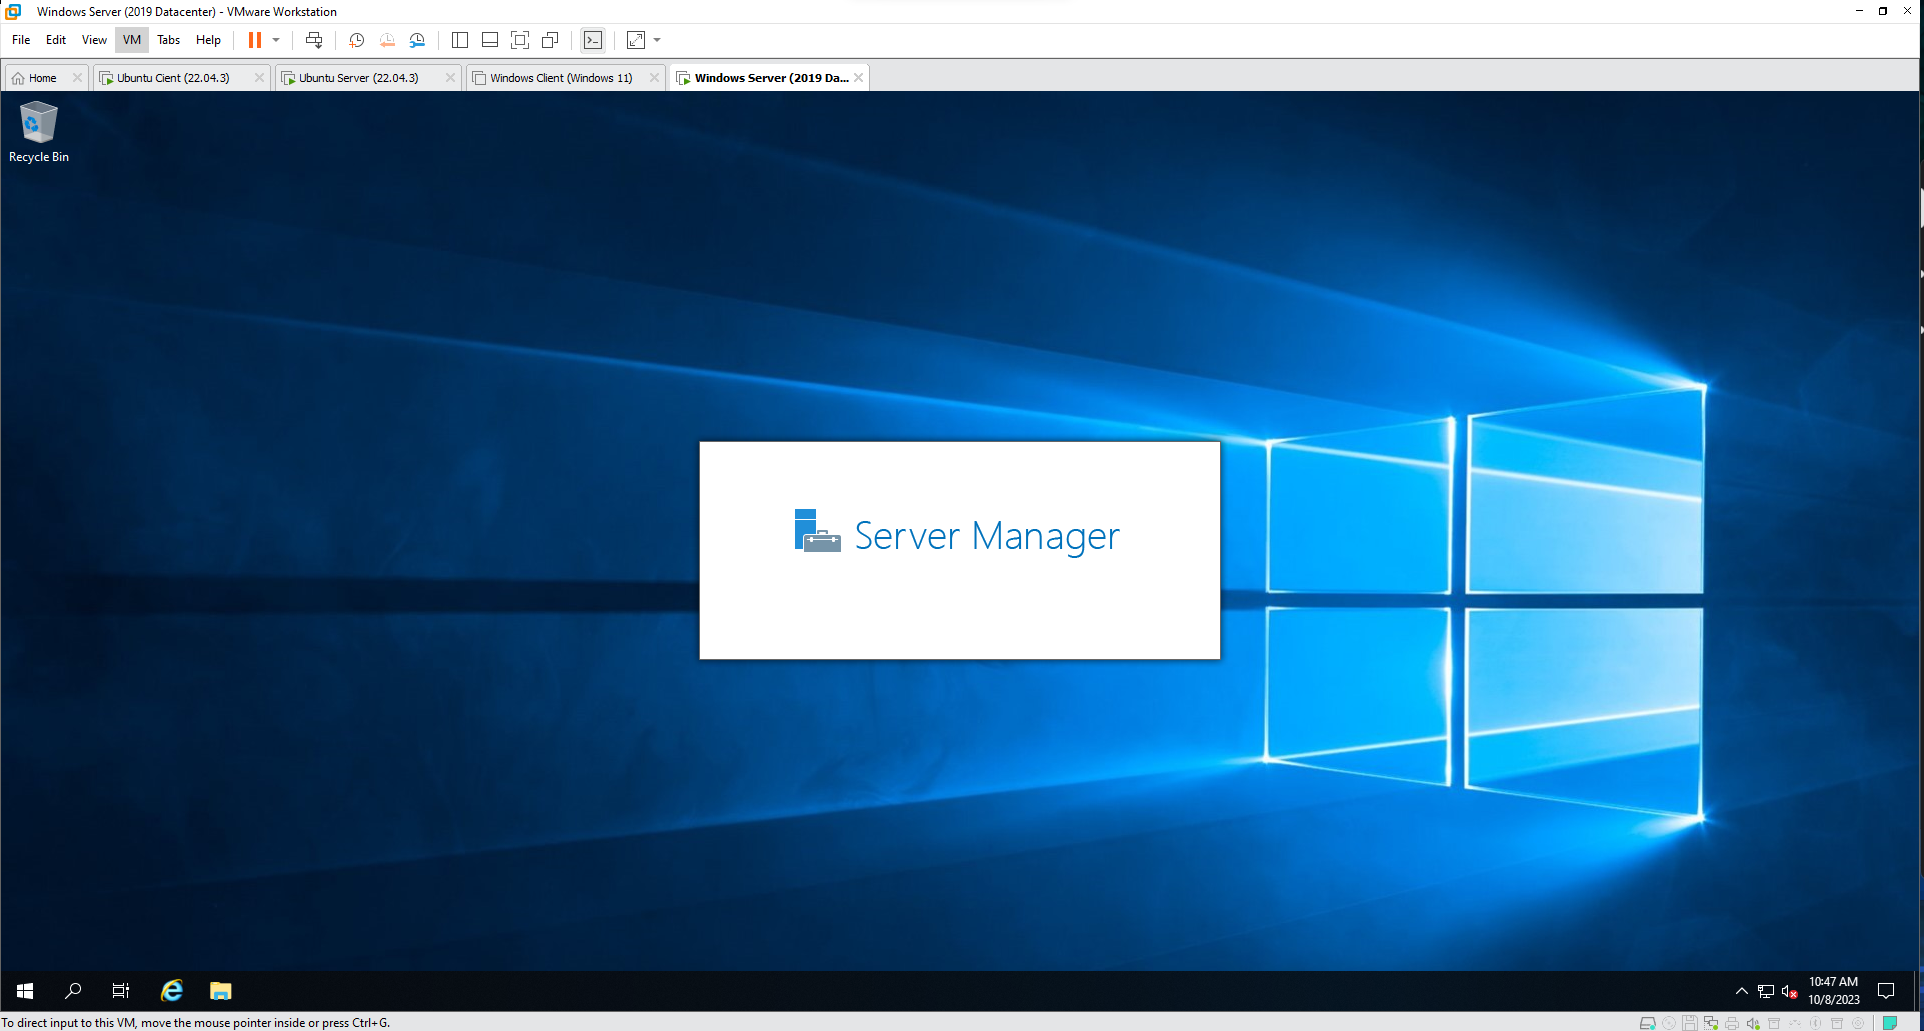 Windows Server (2019 Datacenter) - VMware Workstation
File Edit View VM Tabs Help
Home Ubuntu Cient (22.04.3) Ubuntu Server (22.04.3) Windows Client (Windows 11) Windows Server (2019 Da...
Recycle Bin
Server Manager
10:47 AM
10/8/2023
To direct input to this VM, move the mouse pointer inside or press Ctrl+G.